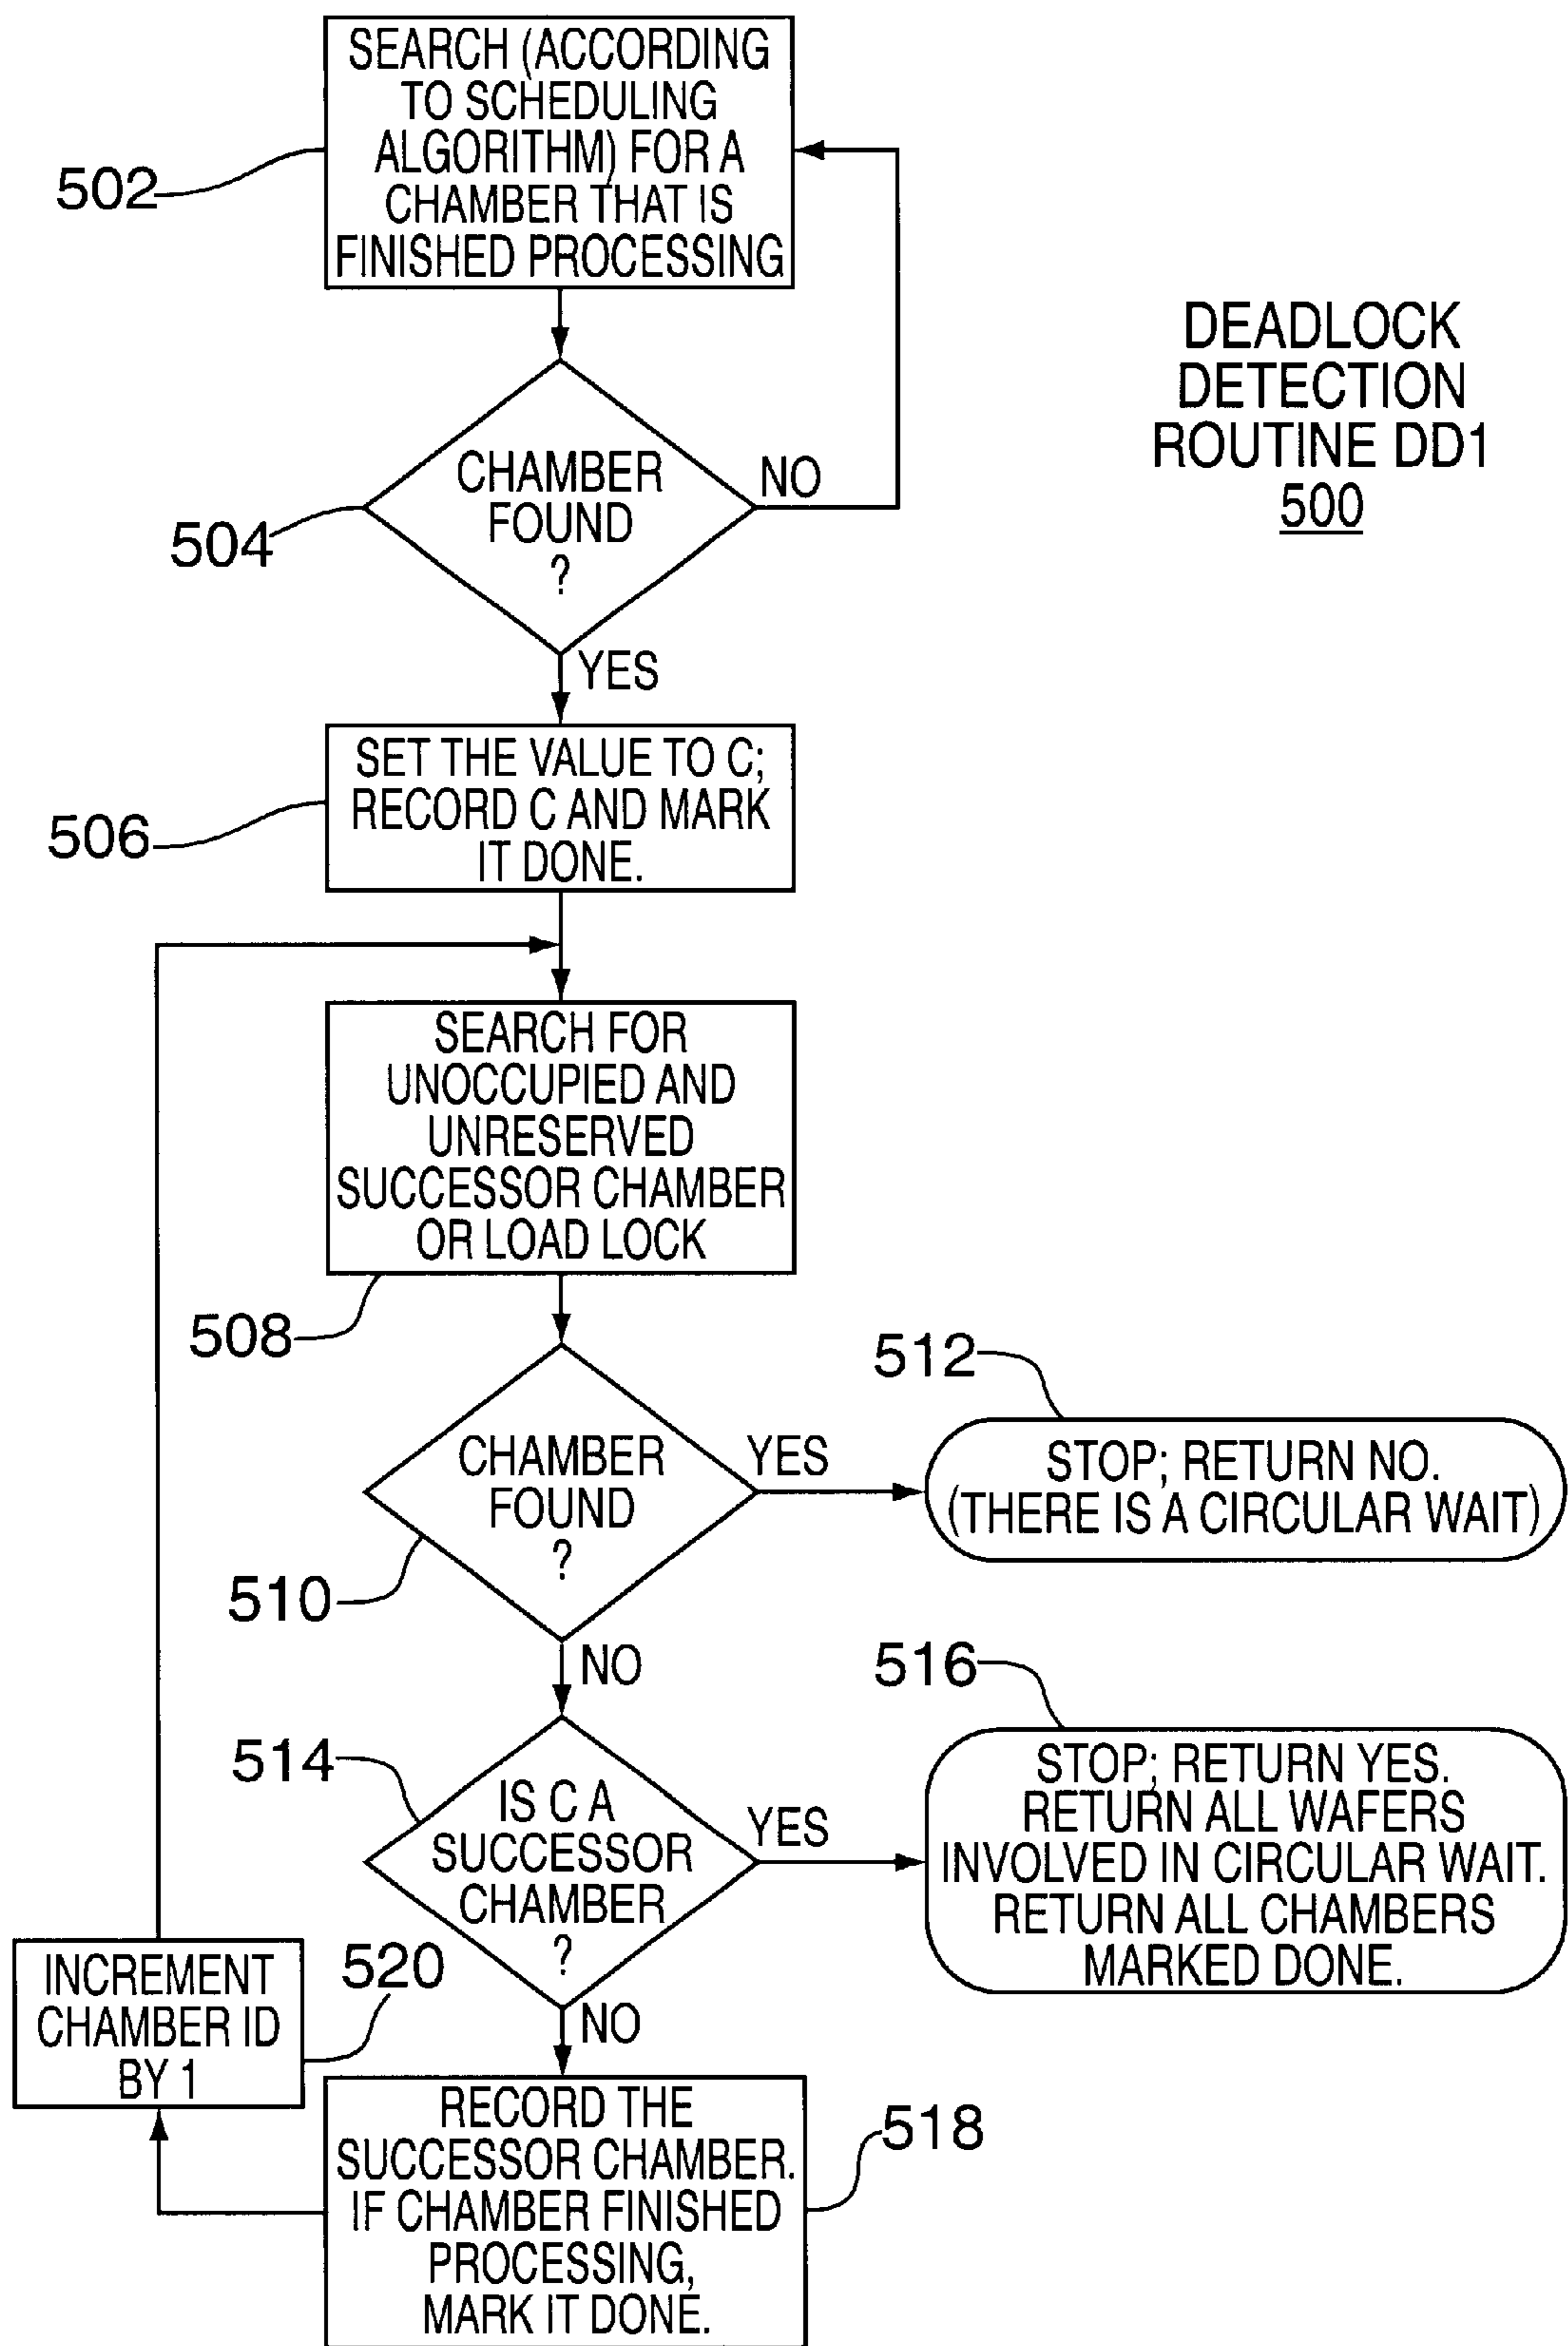 SEARCH (ACCORDING
TO SCHEDULING
ALGORITHM) FOR A
CHAMBER THAT IS
FINISHED PROCESSING
502
DEADLOCK
DETECTION
ROUTINE DD1
500
CHAMBER
FOUND
?
NO
504
YES
SET THE VALUE TO C;
RECORD C AND MARK
IT DONE.
506
SEARCH FOR
UNOCCUPIED AND
UNRESERVED
SUCCESSOR CHAMBER
OR LOAD LOCK
508
CHAMBER
FOUND
?
YES
510
512
STOP; RETURN NO.
(THERE IS A CIRCULAR WAIT)
NO
514
IS C A
SUCCESSOR
CHAMBER
?
YES
516
STOP; RETURN YES.
RETURN ALL WAFERS
INVOLVED IN CIRCULAR WAIT.
RETURN ALL CHAMBERS
MARKED DONE.
NO
INCREMENT
CHAMBER ID
BY 1
520
RECORD THE
SUCCESSOR CHAMBER.
IF CHAMBER FINISHED
PROCESSING,
MARK IT DONE.
518